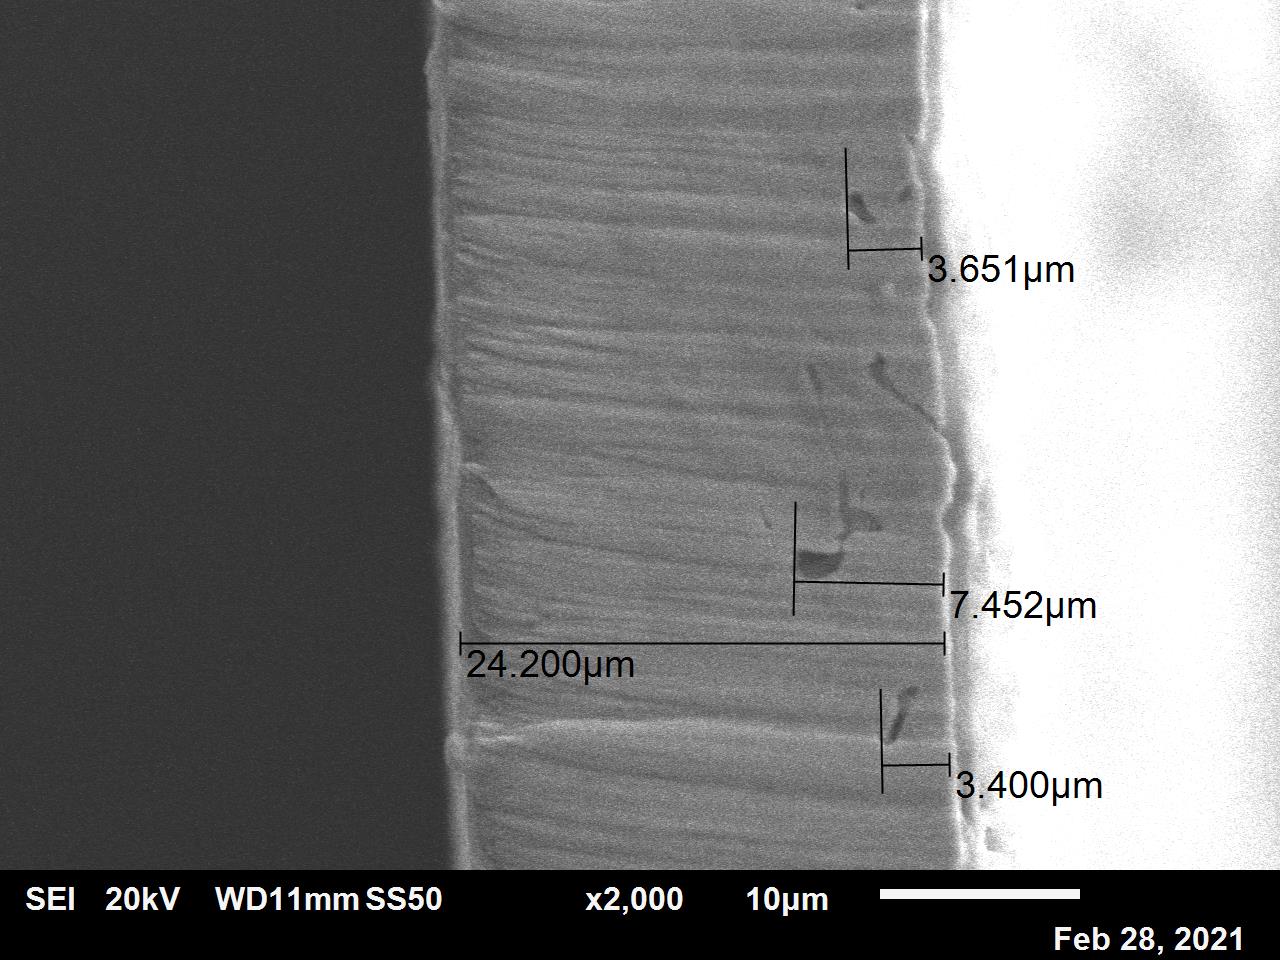 3.651µm
7.452µm
24.200µm
3.400µm
SEI 20kV WD11mm SS50 x2,000 10µm
Feb 28, 2021